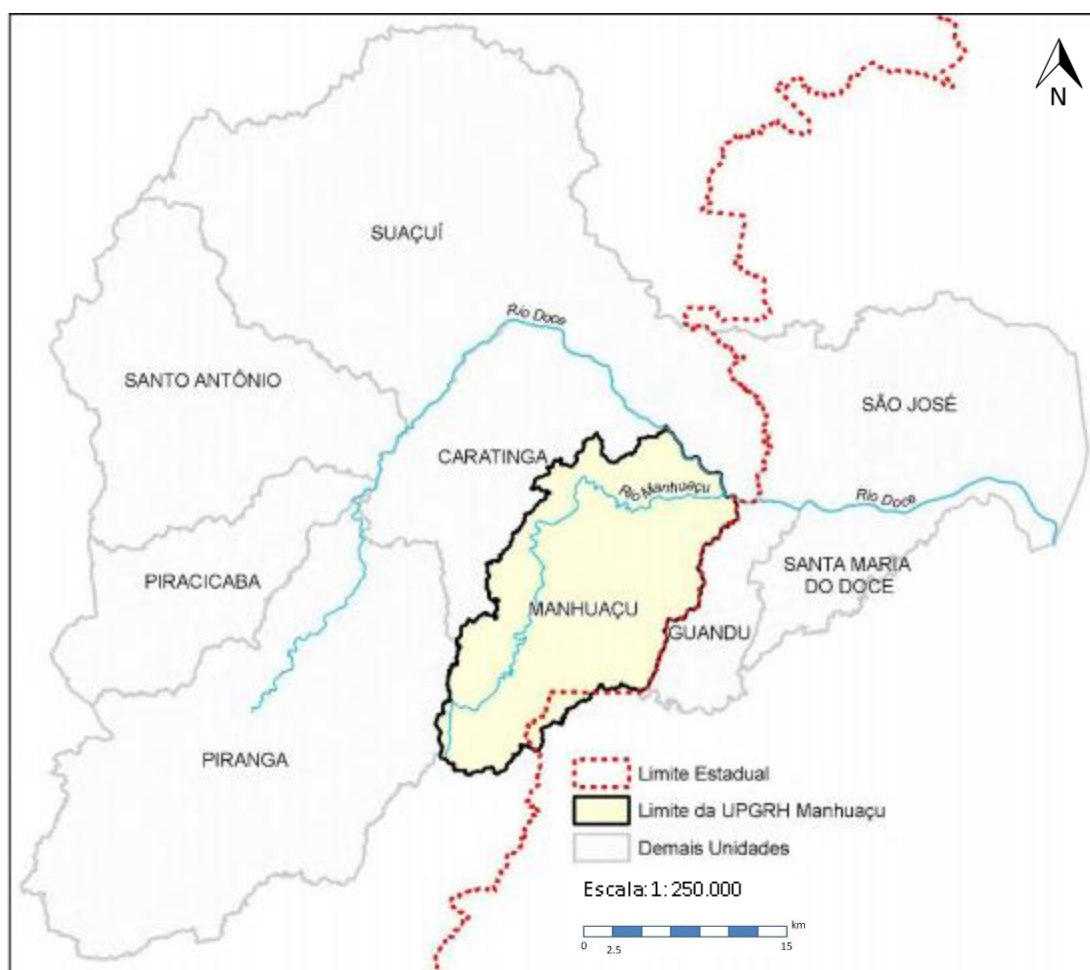 N
SUAÇUÍ
Rio Doce
SANTO ANTÔNIO
SÃO JOSÉ
CARATINGA
Rio Manhuaçu
Rio Doce
SANTA MARIA
DO DOCE
PIRACICABA
MANHUAÇU
GUANDU
PIRANGA
Limite Estadual
Limite da UPGRH Manhuaçu
Demais Unidades
Escala: 1: 250.000
km
0 2.5 15